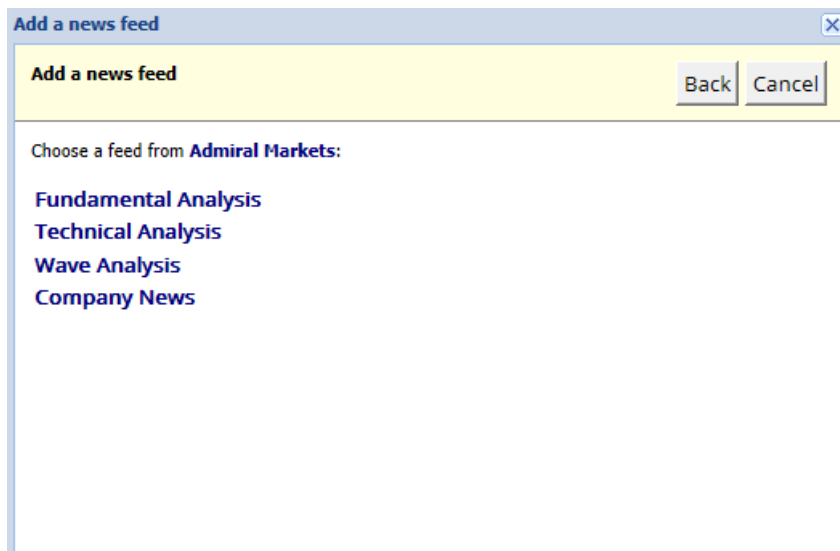 Add a news feed
Add a news feed
Back Cancel
Choose a feed from Admiral Markets:
Fundamental Analysis
Technical Analysis
Wave Analysis
Company News